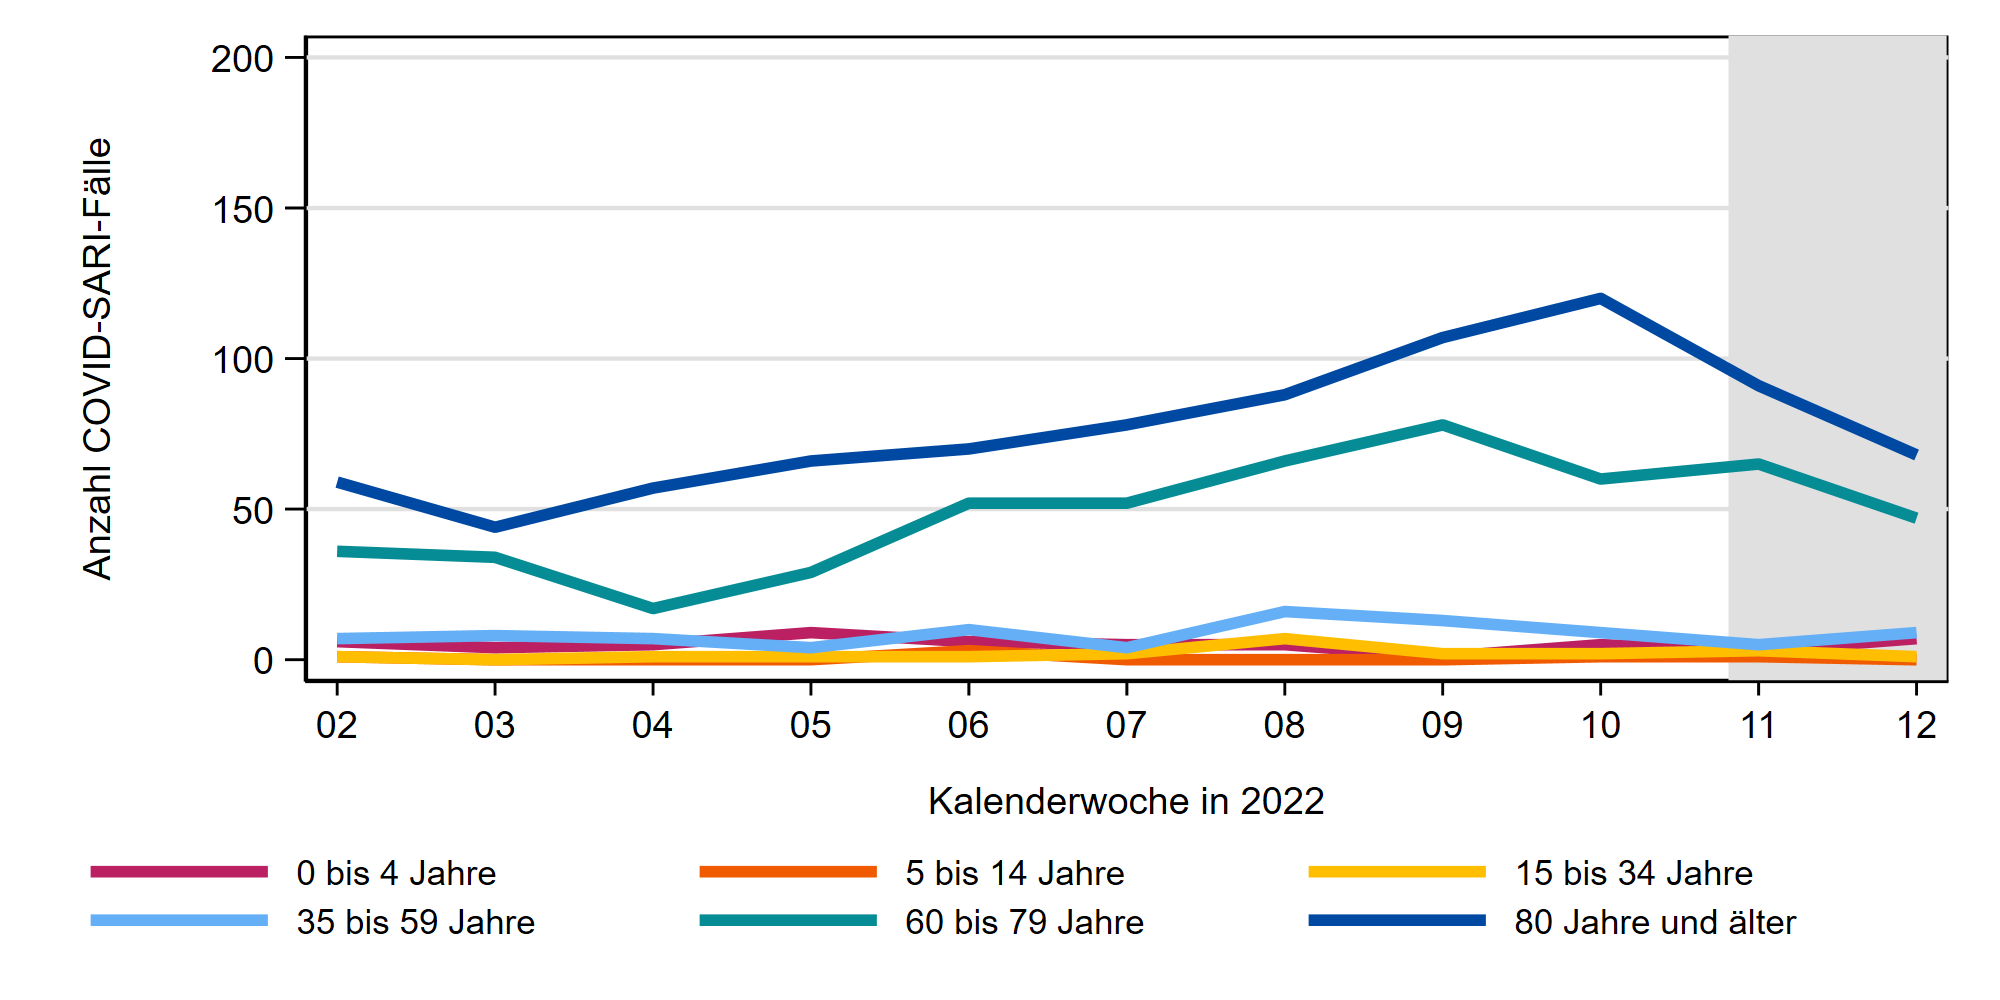 200
150
100
50
0
Anzahl COVID-SARI-Fälle
02 03 04 05 06 07 08 09 10 11 12
Kalenderwoche in 2022
0 bis 4 Jahre 5 bis 14 Jahre 15 bis 34 Jahre
35 bis 59 Jahre 60 bis 79 Jahre 80 Jahre und älter